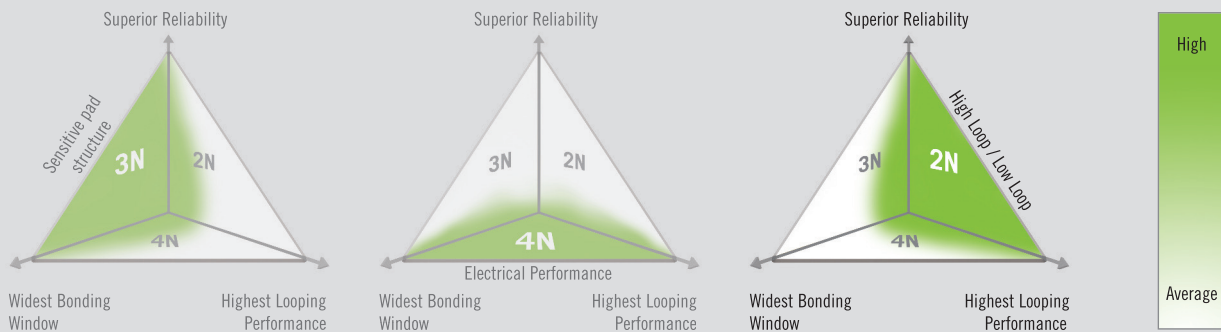 Superior Reliability
Sensitive pad
structure
3N
2N
4N
Widest Bonding
Window
Highest Looping
Performance
Superior Reliability
3N
2N
4N
Electrical Performance
Widest Bonding
Window
Highest Looping
Performance
Superior Reliability
3N
2N
High Loop / Low Loop
4N
Widest Bonding
Window
Highest Looping
Performance
High
Average